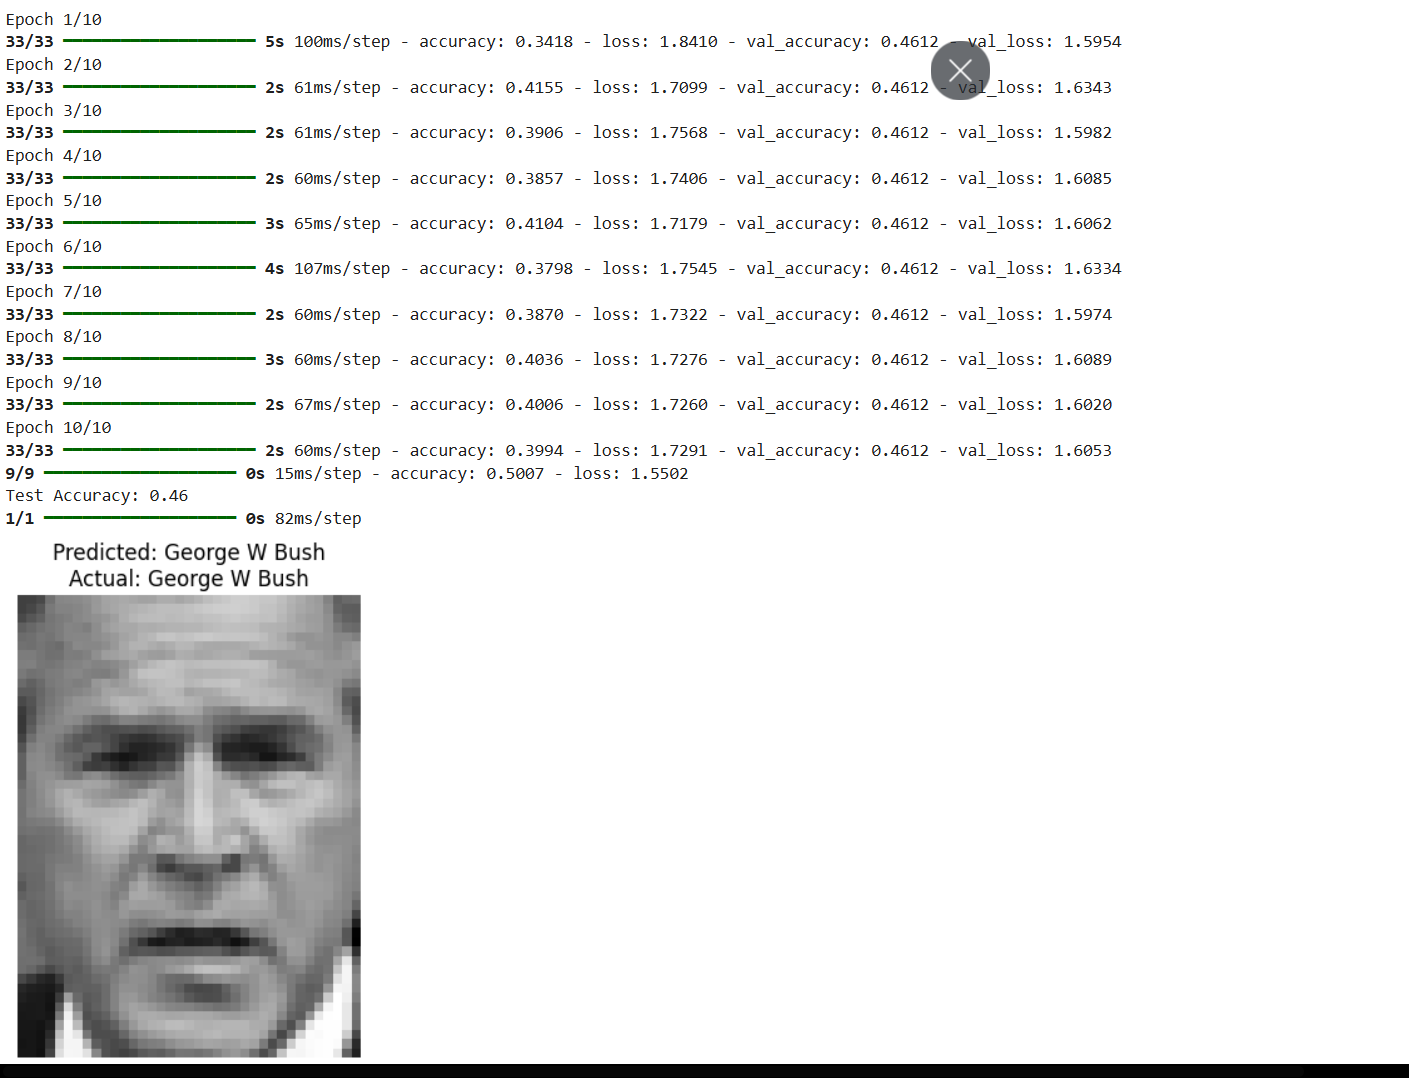 Epoch 1/10
33/33 5s 100ms/step - accuracy: 0.3418 - loss: 1.8410 - val_accuracy: 0.4612 - val_loss: 1.5954
Epoch 2/10
33/33 2s 61ms/step - accuracy: 0.4155 - loss: 1.7099 - val_accuracy: 0.4612 - val_loss: 1.6343
Epoch 3/10
33/33 2s 61ms/step - accuracy: 0.3906 - loss: 1.7568 - val_accuracy: 0.4612 - val_loss: 1.5982
Epoch 4/10
33/33 2s 60ms/step - accuracy: 0.3857 - loss: 1.7406 - val_accuracy: 0.4612 - val_loss: 1.6085
Epoch 5/10
33/33 3s 65ms/step - accuracy: 0.4104 - loss: 1.7179 - val_accuracy: 0.4612 - val_loss: 1.6062
Epoch 6/10
33/33 4s 107ms/step - accuracy: 0.3798 - loss: 1.7545 - val_accuracy: 0.4612 - val_loss: 1.6334
Epoch 7/10
33/33 2s 60ms/step - accuracy: 0.3870 - loss: 1.7322 - val_accuracy: 0.4612 - val_loss: 1.5974
Epoch 8/10
33/33 3s 60ms/step - accuracy: 0.4036 - loss: 1.7276 - val_accuracy: 0.4612 - val_loss: 1.6089
Epoch 9/10
33/33 2s 67ms/step - accuracy: 0.4006 - loss: 1.7260 - val_accuracy: 0.4612 - val_loss: 1.6020
Epoch 10/10
33/33 2s 60ms/step - accuracy: 0.3994 - loss: 1.7291 - val_accuracy: 0.4612 - val_loss: 1.6053
9/9 0s 15ms/step - accuracy: 0.5007 - loss: 1.5502
Test Accuracy: 0.46
1/1 0s 82ms/step
Predicted: George W Bush
Actual: George W Bush